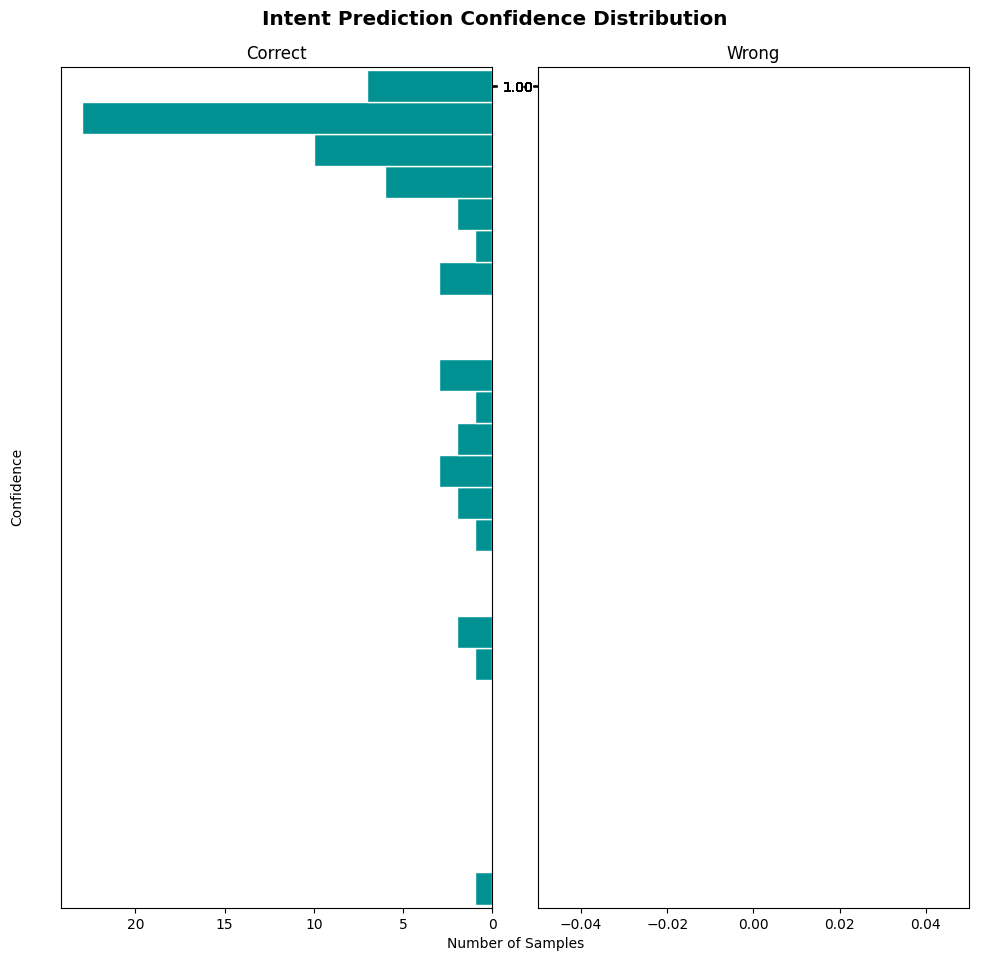 Intent Prediction Confidence Distribution
Correct
Wrong
1.00
Confidence
20 15 10 5 0
−0.04 −0.02 0.00 0.02 0.04
Number of Samples